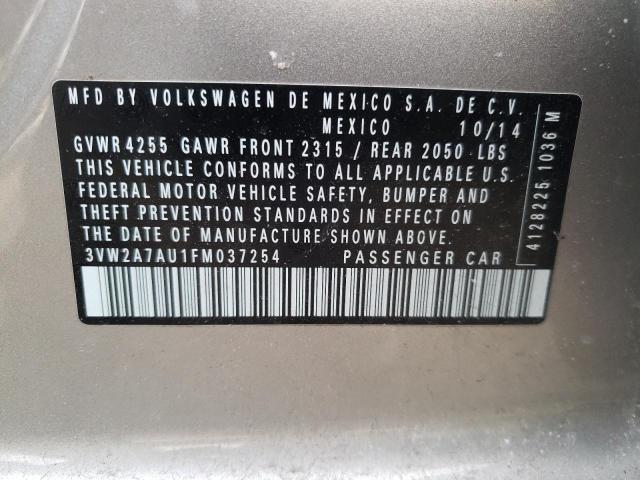 MFD BY VOLKSWAGEN DE MEXICO S.A. DE C.V.
MEXICO 10/14
GVWR 4255 GAWR FRONT 2315 / REAR 2050 LBS
THIS VEHICLE CONFORMS TO ALL APPLICABLE U.S.
FEDERAL MOTOR VEHICLE SAFETY, BUMPER AND
THEFT PREVENTION STANDARDS IN EFFECT ON
THE DATE OF MANUFACTURE SHOWN ABOVE.
3VW2A7AU1FM037254 PASSENGER CAR
4128225 1036 M